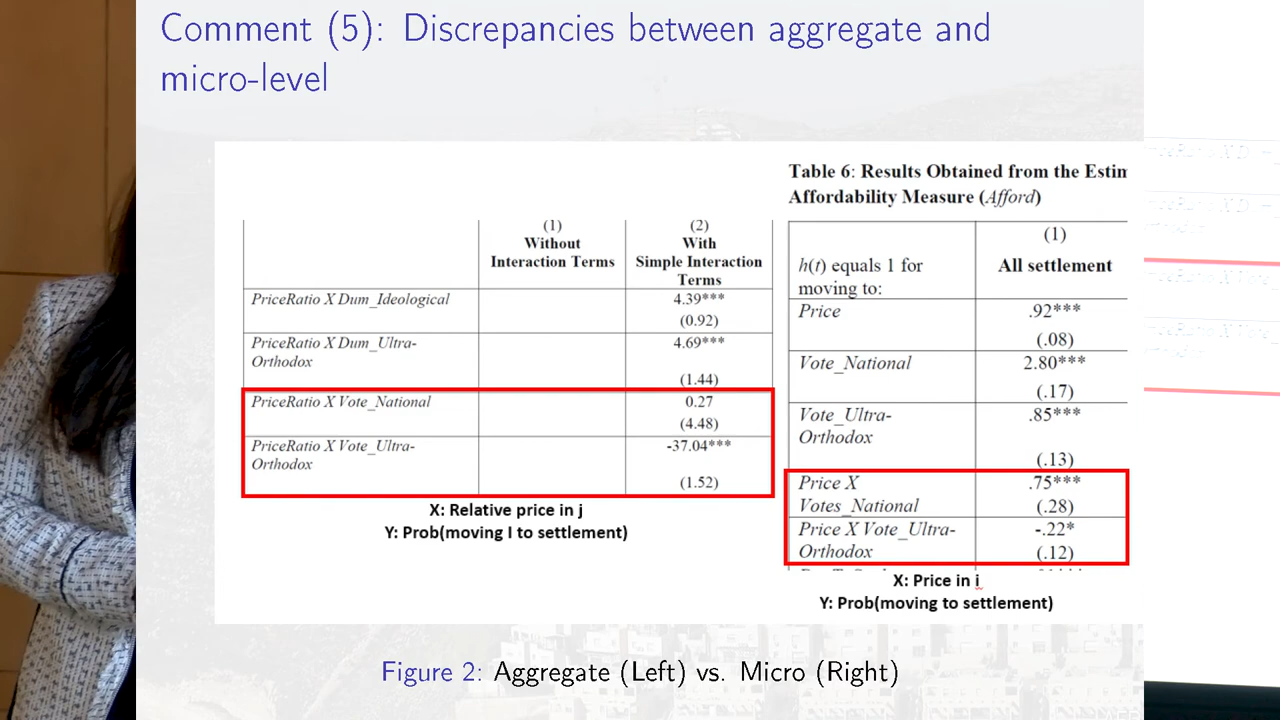 Comment (5): Discrepancies between aggregate and
micro-level
(1)
Without
Interaction Terms
(2)
With
Simple Interaction
Terms
PriceRatio X Dum_Ideological
4.39***
(0.92)
PriceRatio X Dum_Ultra-
Orthodox
4.69***
(1.44)
PriceRatio X Vote_National
0.27
(4.48)
PriceRatio X Vote_Ultra-
Orthodox
-37.04***
(1.52)
X: Relative price in j
Y: Prob(moving I to settlement)
Table 6: Results Obtained from the Estim
Affordability Measure (Afford)
h(t) equals 1 for
moving to:
(1)
All settlement
Price
.92***
(.08)
Vote_National
2.80***
(.17)
Vote_Ultra-
Orthodox
.85***
(.13)
Price X
Votes_National
.75***
(.28)
Price X Vote_Ultra-
Orthodox
-.22*
(.12)
X: Price in i
Y: Prob(moving to settlement)
Figure 2: Aggregate (Left) vs. Micro (Right)